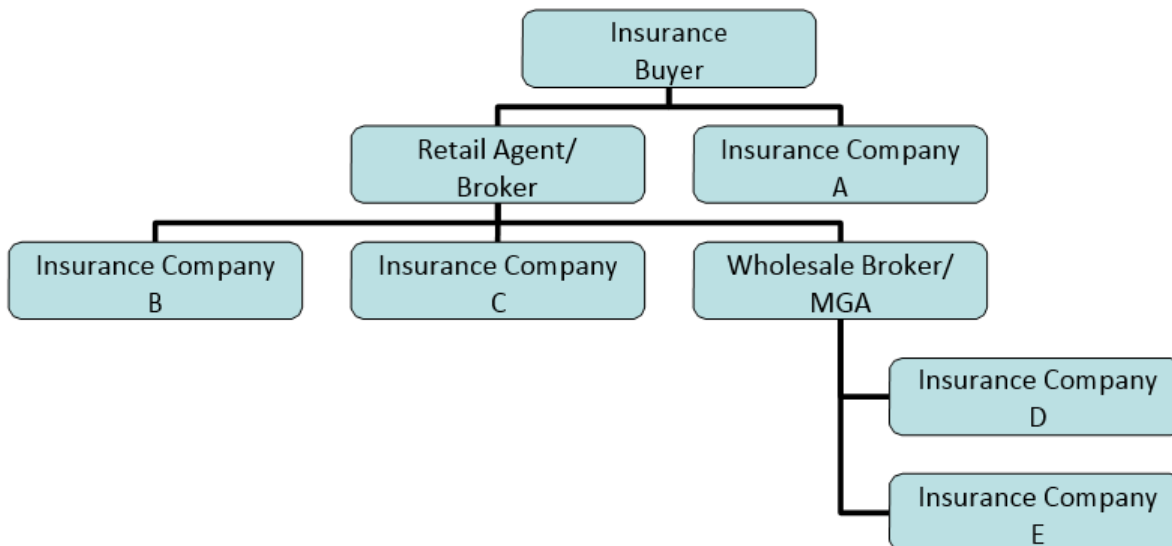 Insurance
Buyer
Retail Agent/
Broker
Insurance Company
A
Insurance Company
B
Insurance Company
C
Wholesale Broker/
MGA
Insurance Company
D
Insurance Company
E